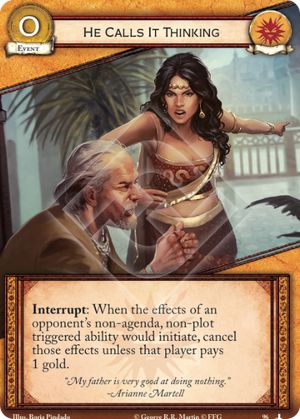 0
HE CALLS IT THINKING
EVENT
Interrupt: When the effects of an
opponent's non-agenda, non-plot
triggered ability would initiate, cancel
those effects unless that player pays
1 gold.
"My father is very good at doing nothing."
–Arianne Martell
Illus. Borja Pindado
© George R.R. Martin © FFG
96